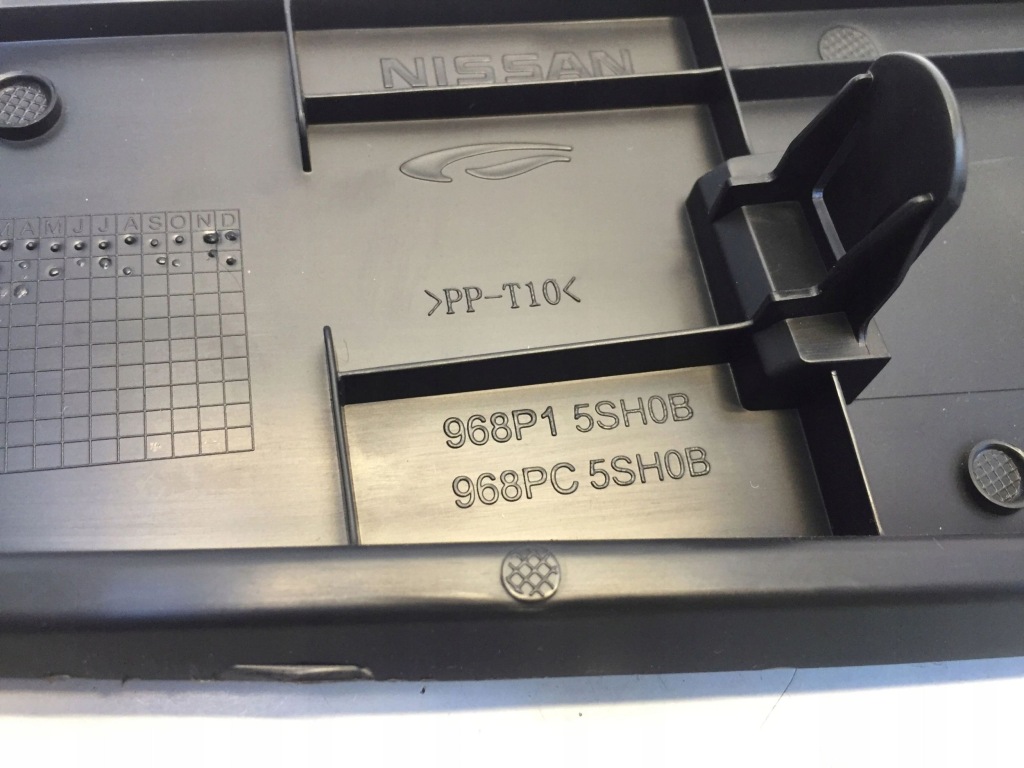 NISSAN
M A M J J A S O N D
>PP-T10<
968P1 5SH0B
968PC 5SH0B